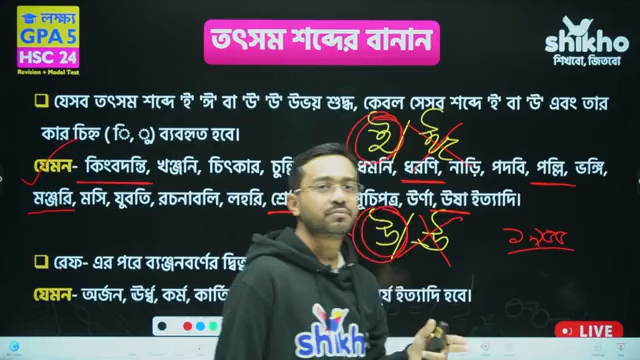 লক্ষ্য
GPA 5
HSC 24
Revision + Model Test
তৎসম শব্দের বানান
shikho
শিখবো, জিতবো
যেসব তৎসম শব্দে 'ই' 'ঈ' বা 'উ' 'উ' উভয় শুদ্ধ, কেবল সেসব শব্দে 'ই' বা 'উ' এবং তার
কার চিহ্ন (ি, ু) ব্যবহৃত হবে।
যেমন- কিংবদন্তি, খঞ্জনি, চিৎকার, ধমনি, ধরণি, নাড়ি, পদবি, পল্লি, ভঙ্গি,
মঞ্জরি, মসি, যুবতি, রচনাবলি, লহরি, সূচিপত্র, উর্ণা, উষা ইত্যাদি।
রেফ- এর পরে ব্যঞ্জনবর্ণের
যেমন- অর্জন, ঊর্ধ্ব, কর্ম, ইত্যাদি হবে।
shikho
LIVE